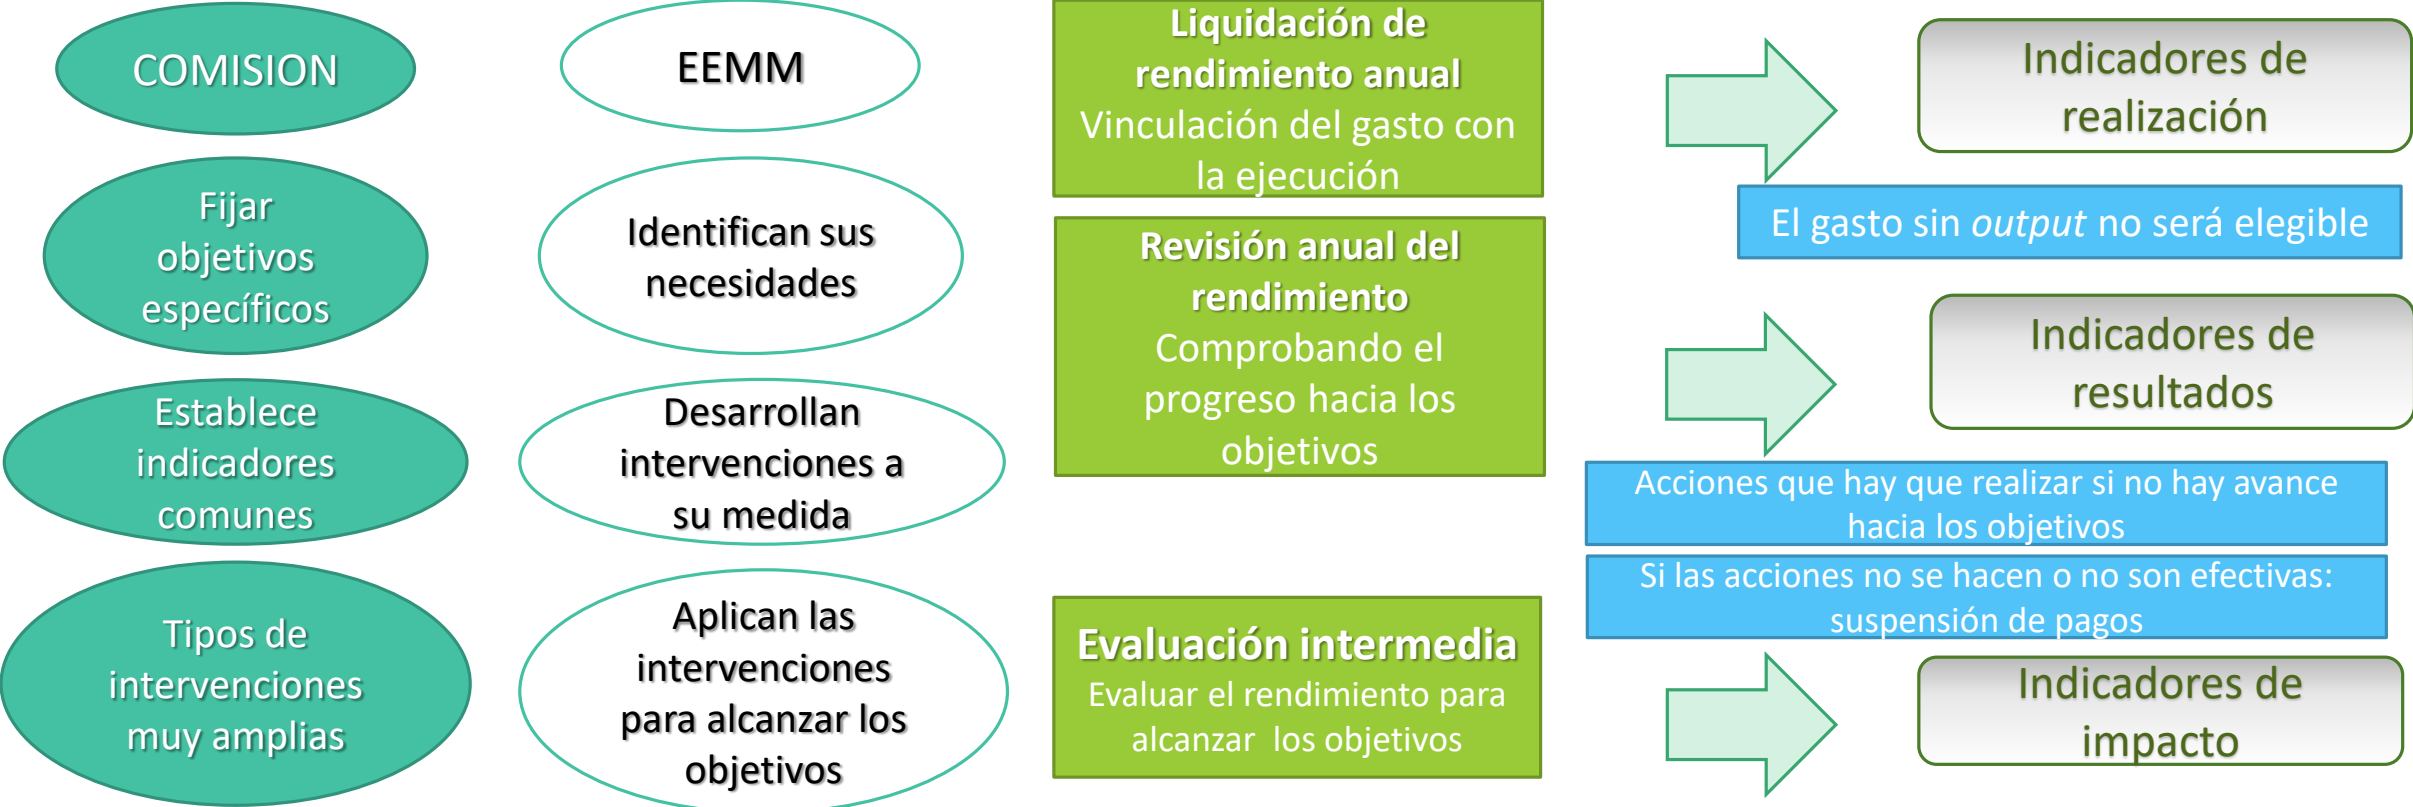 COMISION
Fijar
objetivos
específicos
Establece
indicadores
comunes
Tipos de
intervenciones
muy amplias
EEMM
Identifican sus
necesidades
Desarrollan
intervenciones a
su medida
Aplican las
intervenciones
para alcanzar los
objetivos
Liquidación de
rendimiento anual
Vinculación del gasto con
la ejecución
Revisión anual del
rendimiento
Comprobando el
progreso hacia los
objetivos
Evaluación intermedia
Evaluar el rendimiento para
alcanzar los objetivos
Indicadores de
realización
El gasto sin output no será elegible
Indicadores de
resultados
Acciones que hay que realizar si no hay avance
hacia los objetivos
Si las acciones no se hacen o no son efectivas:
suspensión de pagos
Indicadores de
impacto